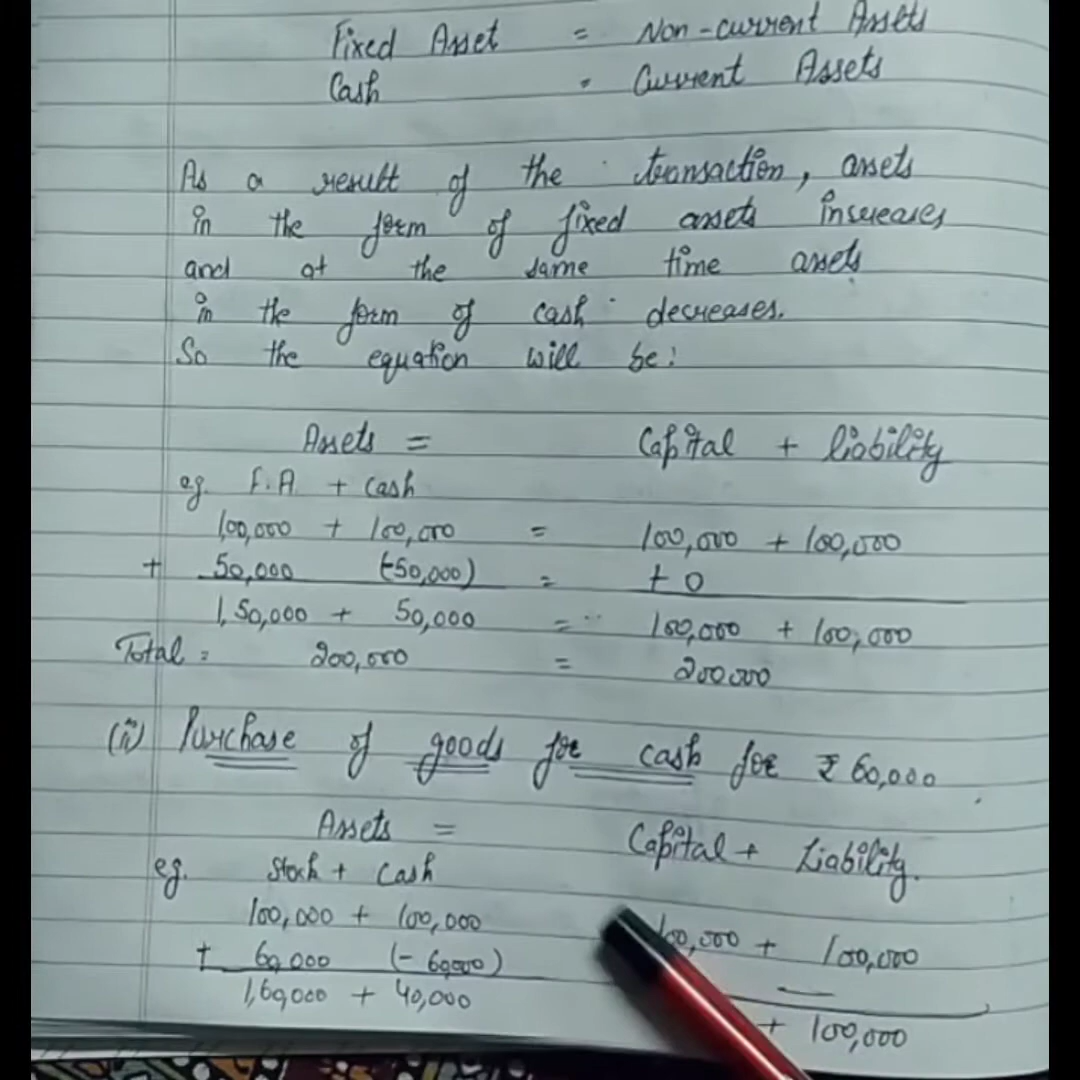 Fixed Asset = Non-current Assets
Cash = Current Assets
As a result of the transaction, assets
in the form of fixed assets increases
and at the same time assets
in the form of cash decreases.
So the equation will be:
Assets = Capital + liability
eg. F.A. + cash
100,000 + 100,000 = 100,000 + 100,000
+ 50,000 (-50,000) = + 0
1,50,000 + 50,000 = 100,000 + 100,000
Total = 200,000 = 200000
(ii) Purchase of goods for cash for ₹ 60,000
Assets = Capital + Liability.
eg. Stock + Cash
100,000 + 100,000 + 100,000
+ 60,000 (- 60,000) —
1,60,000 + 40,000 + 100,000